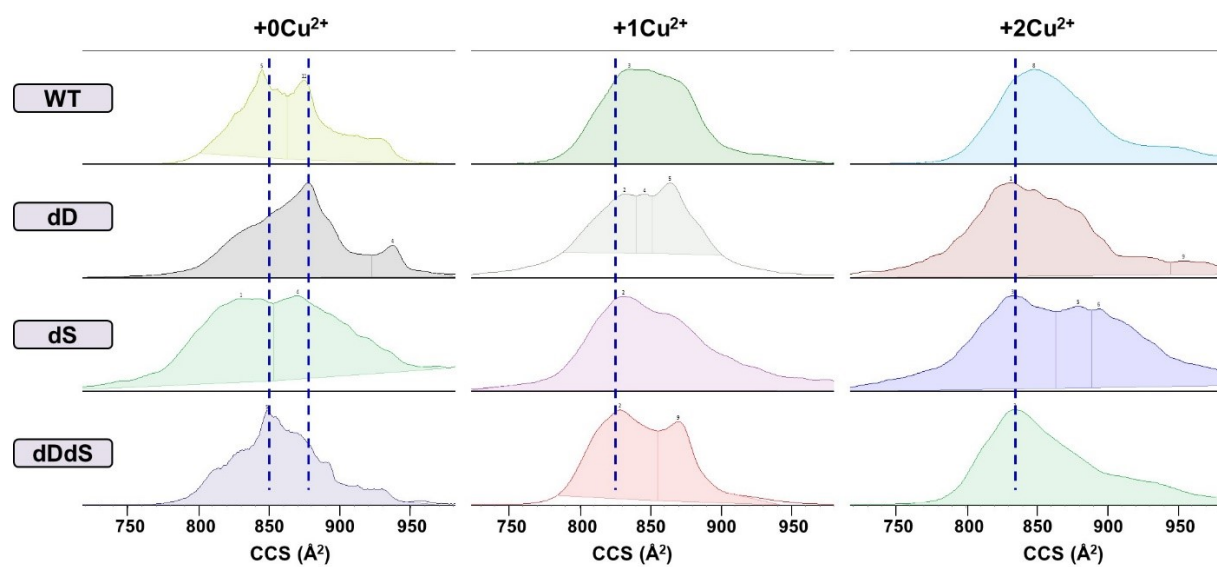 +0Cu²⁺ +1Cu²⁺ +2Cu²⁺
WT
dD
dS
dDdS
750 800 850 900 950 750 800 850 900 950 750 800 850 900 950
CCS (Å²) CCS (Å²) CCS (Å²)